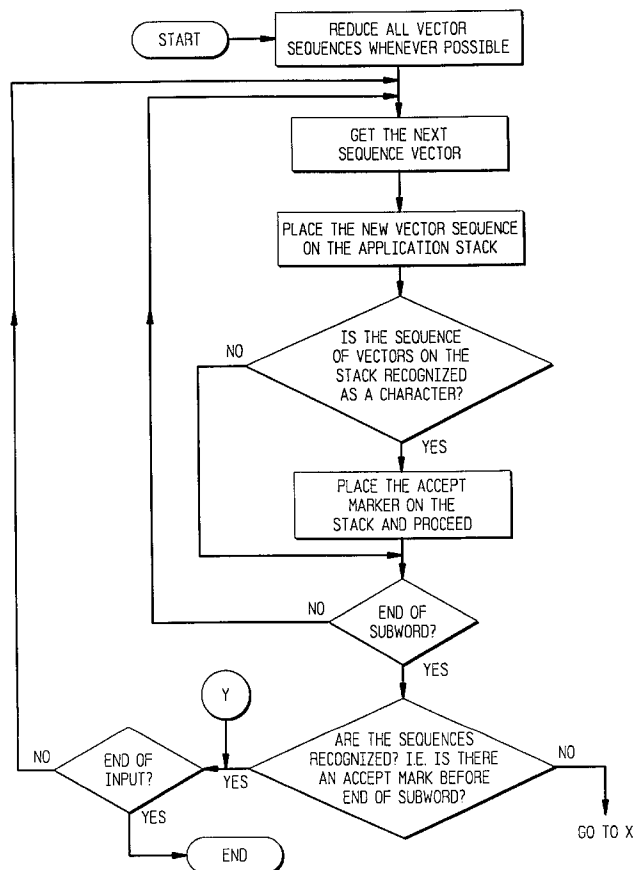 START
REDUCE ALL VECTOR
SEQUENCES WHENEVER POSSIBLE
GET THE NEXT
SEQUENCE VECTOR
PLACE THE NEW VECTOR SEQUENCE
ON THE APPLICATION STACK
IS THE SEQUENCE
OF VECTORS ON THE
STACK RECOGNIZED
AS A CHARACTER?
NO
YES
PLACE THE ACCEPT
MARKER ON THE
STACK AND PROCEED
END OF
SUBWORD?
NO
YES
Y
ARE THE SEQUENCES
RECOGNIZED? I.E. IS THERE
AN ACCEPT MARK BEFORE
END OF SUBWORD?
NO
YES
GO TO X
END OF
INPUT?
NO
YES
END